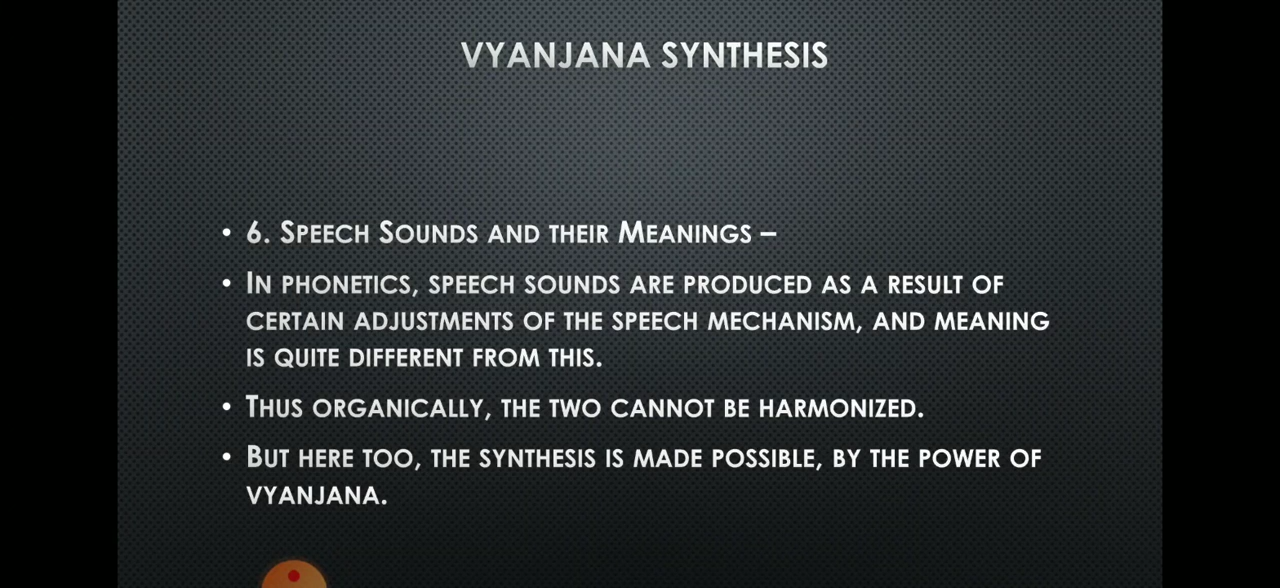 VYANJANA SYNTHESIS
• 6. SPEECH SOUNDS AND THEIR MEANINGS –
• IN PHONETICS, SPEECH SOUNDS ARE PRODUCED AS A RESULT OF
CERTAIN ADJUSTMENTS OF THE SPEECH MECHANISM, AND MEANING
IS QUITE DIFFERENT FROM THIS.
• THUS ORGANICALLY, THE TWO CANNOT BE HARMONIZED.
• BUT HERE TOO, THE SYNTHESIS IS MADE POSSIBLE, BY THE POWER OF
VYANJANA.